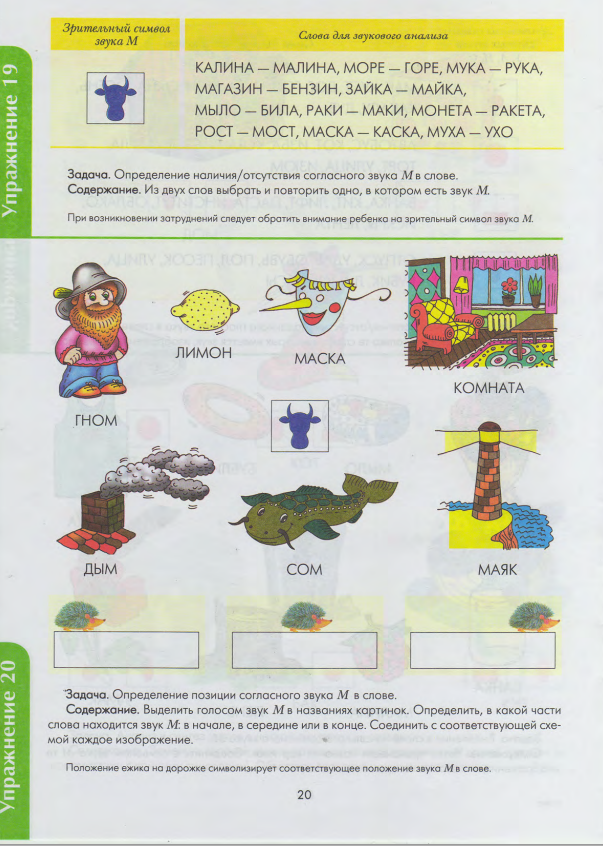 Упражнение 19
Зрительный символ
звука М
Слова для звукового анализа
КАЛИНА — МАЛИНА, МОРЕ — ГОРЕ, МУКА — РУКА,
МАГАЗИН — БЕНЗИН, ЗАЙКА — МАЙКА,
МЫЛО — БИЛА, РАКИ — МАКИ, МОНЕТА — РАКЕТА,
РОСТ — МОСТ, МАСКА — КАСКА, МУХА — УХО
Задача. Определение наличия/отсутствия согласного звука М в слове.
Содержание. Из двух слов выбрать и повторить одно, в котором есть звук М.
При возникновении затруднений следует обратить внимание ребенка на зрительный символ звука М.
ГНОМ
ЛИМОН
МАСКА
КОМНАТА
ДЫМ
СОМ
МАЯК
Упражнение 20
Задача. Определение позиции согласного звука М в слове.
Содержание. Выделить голосом звук М в названиях картинок. Определить, в какой части
слова находится звук М: в начале, в середине или в конце. Соединить с соответствующей схе-
мой каждое изображение.
Положение ежика на дорожке символизирует соответствующее положение звука М в слове.
20